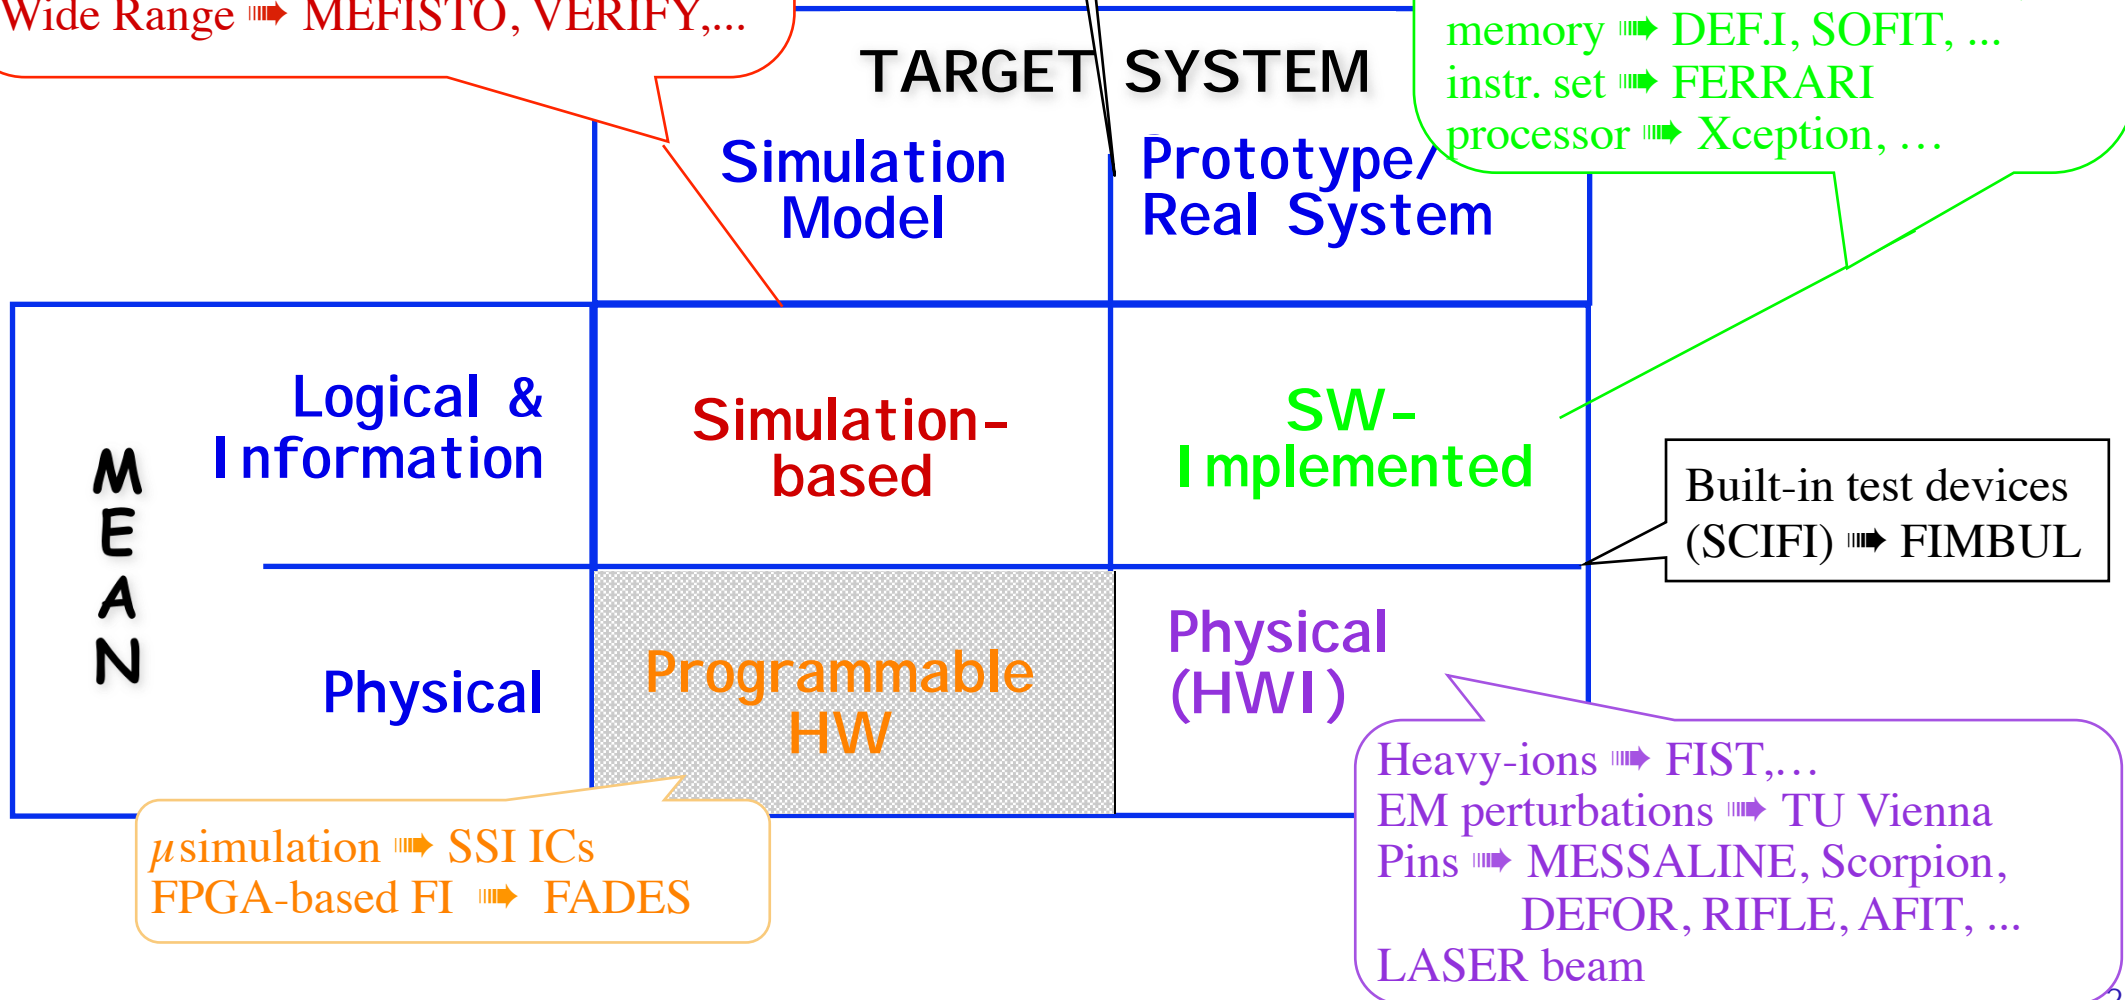 Wide Range ➠ MEFISTO, VERIFY,...
memory ➠ DEF.I, SOFIT, ...
instr. set ➠ FERRARI
processor ➠ Xception, …
TARGET SYSTEM
Simulation
Model
Prototype/
Real System
MEAN
Logical &
Information
Simulation-
based
SW-
Implemented
Built-in test devices
(SCIFI) ➠ FIMBUL
Physical
Programmable
HW
Physical
(HWI)
µsimulation ➠ SSI ICs
FPGA-based FI ➠ FADES
Heavy-ions ➠ FIST,…
EM perturbations ➠ TU Vienna
Pins ➠ MESSALINE, Scorpion,
DEFOR, RIFLE, AFIT, ...
LASER beam